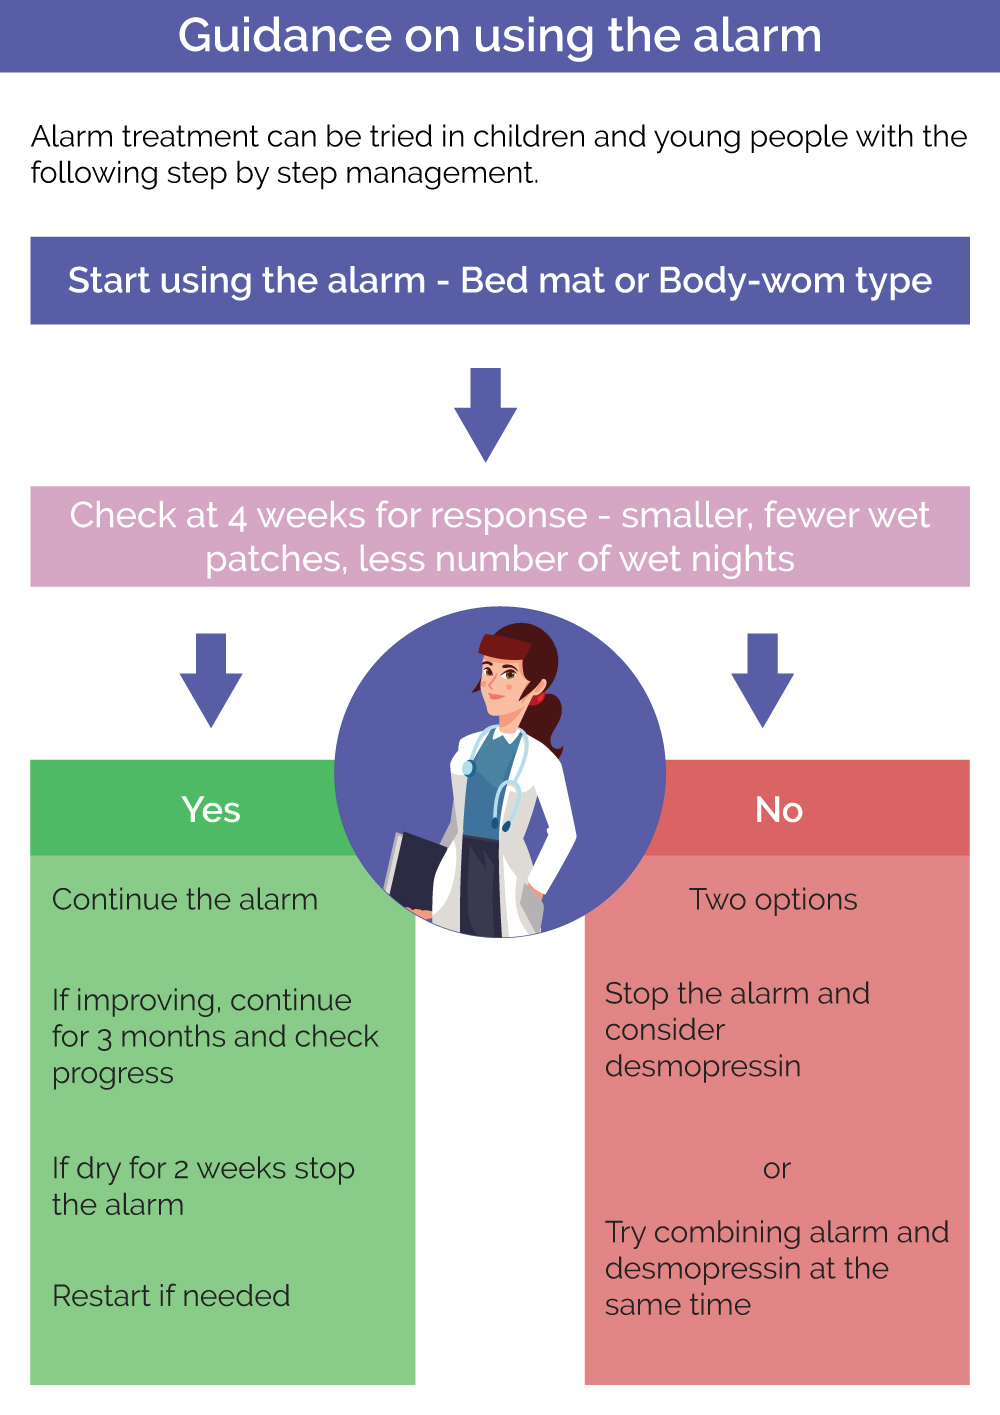 Guidance on using the alarm
Alarm treatment can be tried in children and young people with the
following step by step management.
Start using the alarm - Bed mat or Body-wom type
Check at 4 weeks for response - smaller, fewer wet
patches, less number of wet nights
Yes
Continue the alarm
If improving, continue
for 3 months and check
progress
If dry for 2 weeks stop
the alarm
Restart if needed
No
Two options
Stop the alarm and
consider
desmopressin
or
Try combining alarm and
desmopressin at the
same time